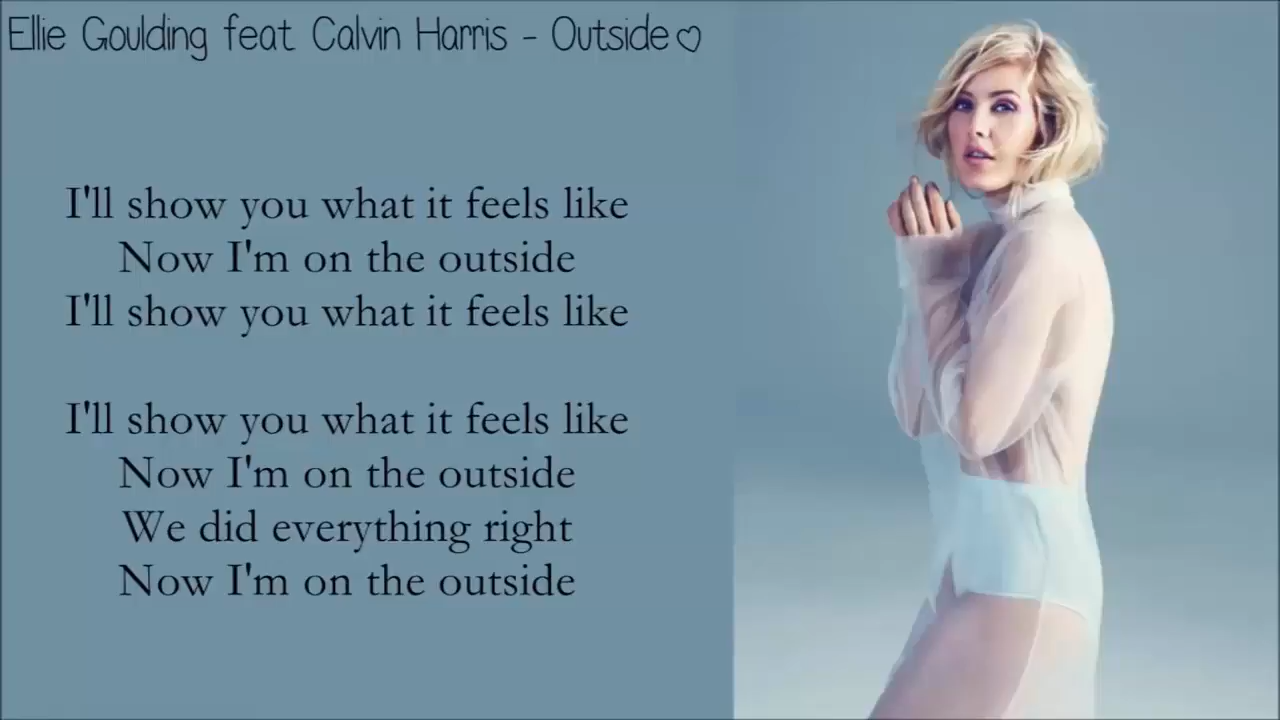 Ellie Goulding feat Calvin Harris - Outside♡
I'll show you what it feels like
Now I'm on the outside
I'll show you what it feels like
I'll show you what it feels like
Now I'm on the outside
We did everything right
Now I'm on the outside